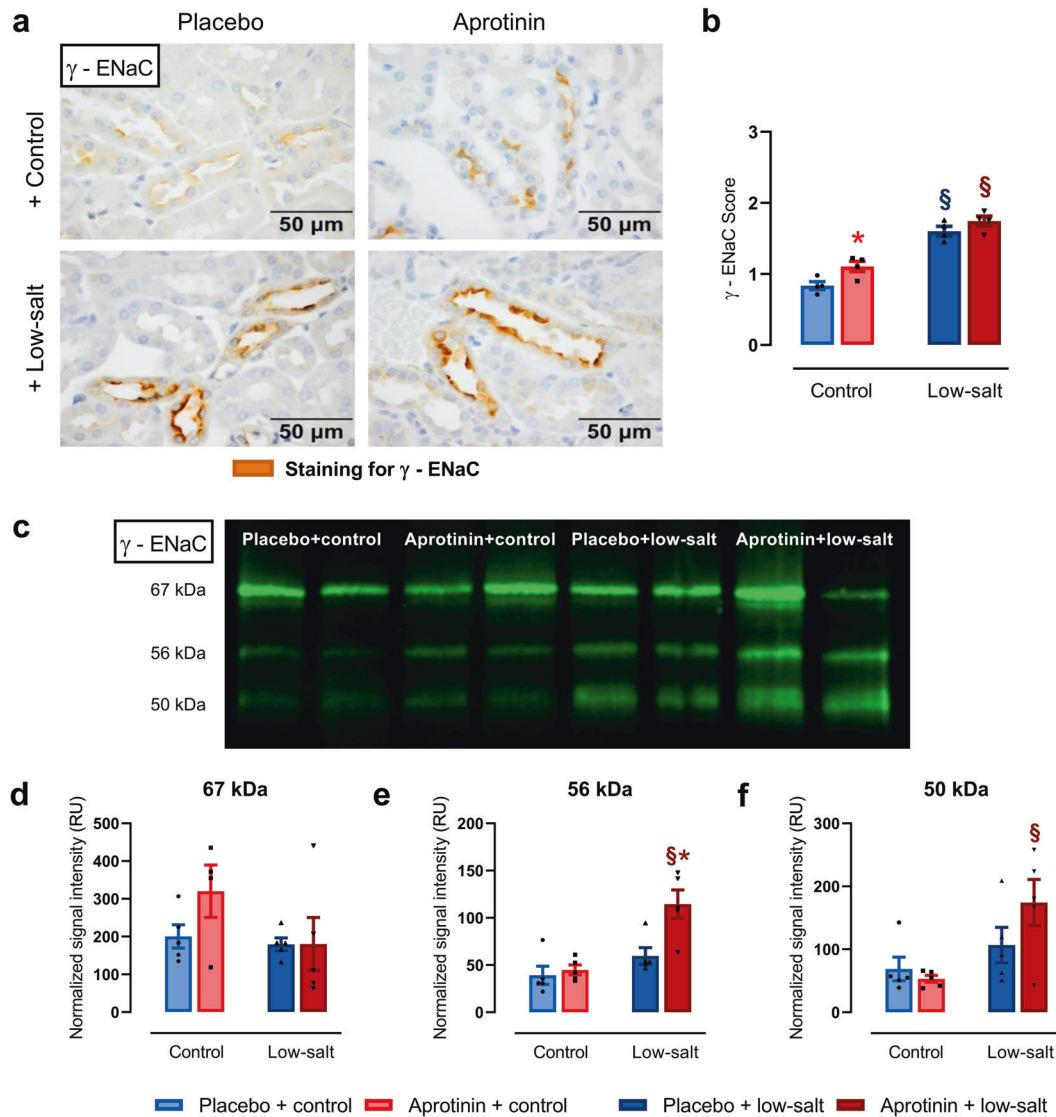 a
Placebo
Aprotinin
b
γ - ENaC
+ Control
50 µm
50 µm
+ Low-salt
50 µm
50 µm
Staining for γ - ENaC
γ - ENaC Score
3
2
1
0
*
§
§
Control
Low-salt
c
γ - ENaC
Placebo+control
Aprotinin+control
Placebo+low-salt
Aprotinin+low-salt
67 kDa
56 kDa
50 kDa
d
67 kDa
Normalized signal intensity (RU)
500
400
300
200
100
0
Control
Low-salt
e
56 kDa
Normalized signal intensity (RU)
200
150
100
50
0
§*
Control
Low-salt
f
50 kDa
Normalized signal intensity (RU)
300
200
100
0
§
Control
Low-salt
Placebo + control
Aprotinin + control
Placebo + low-salt
Aprotinin + low-salt